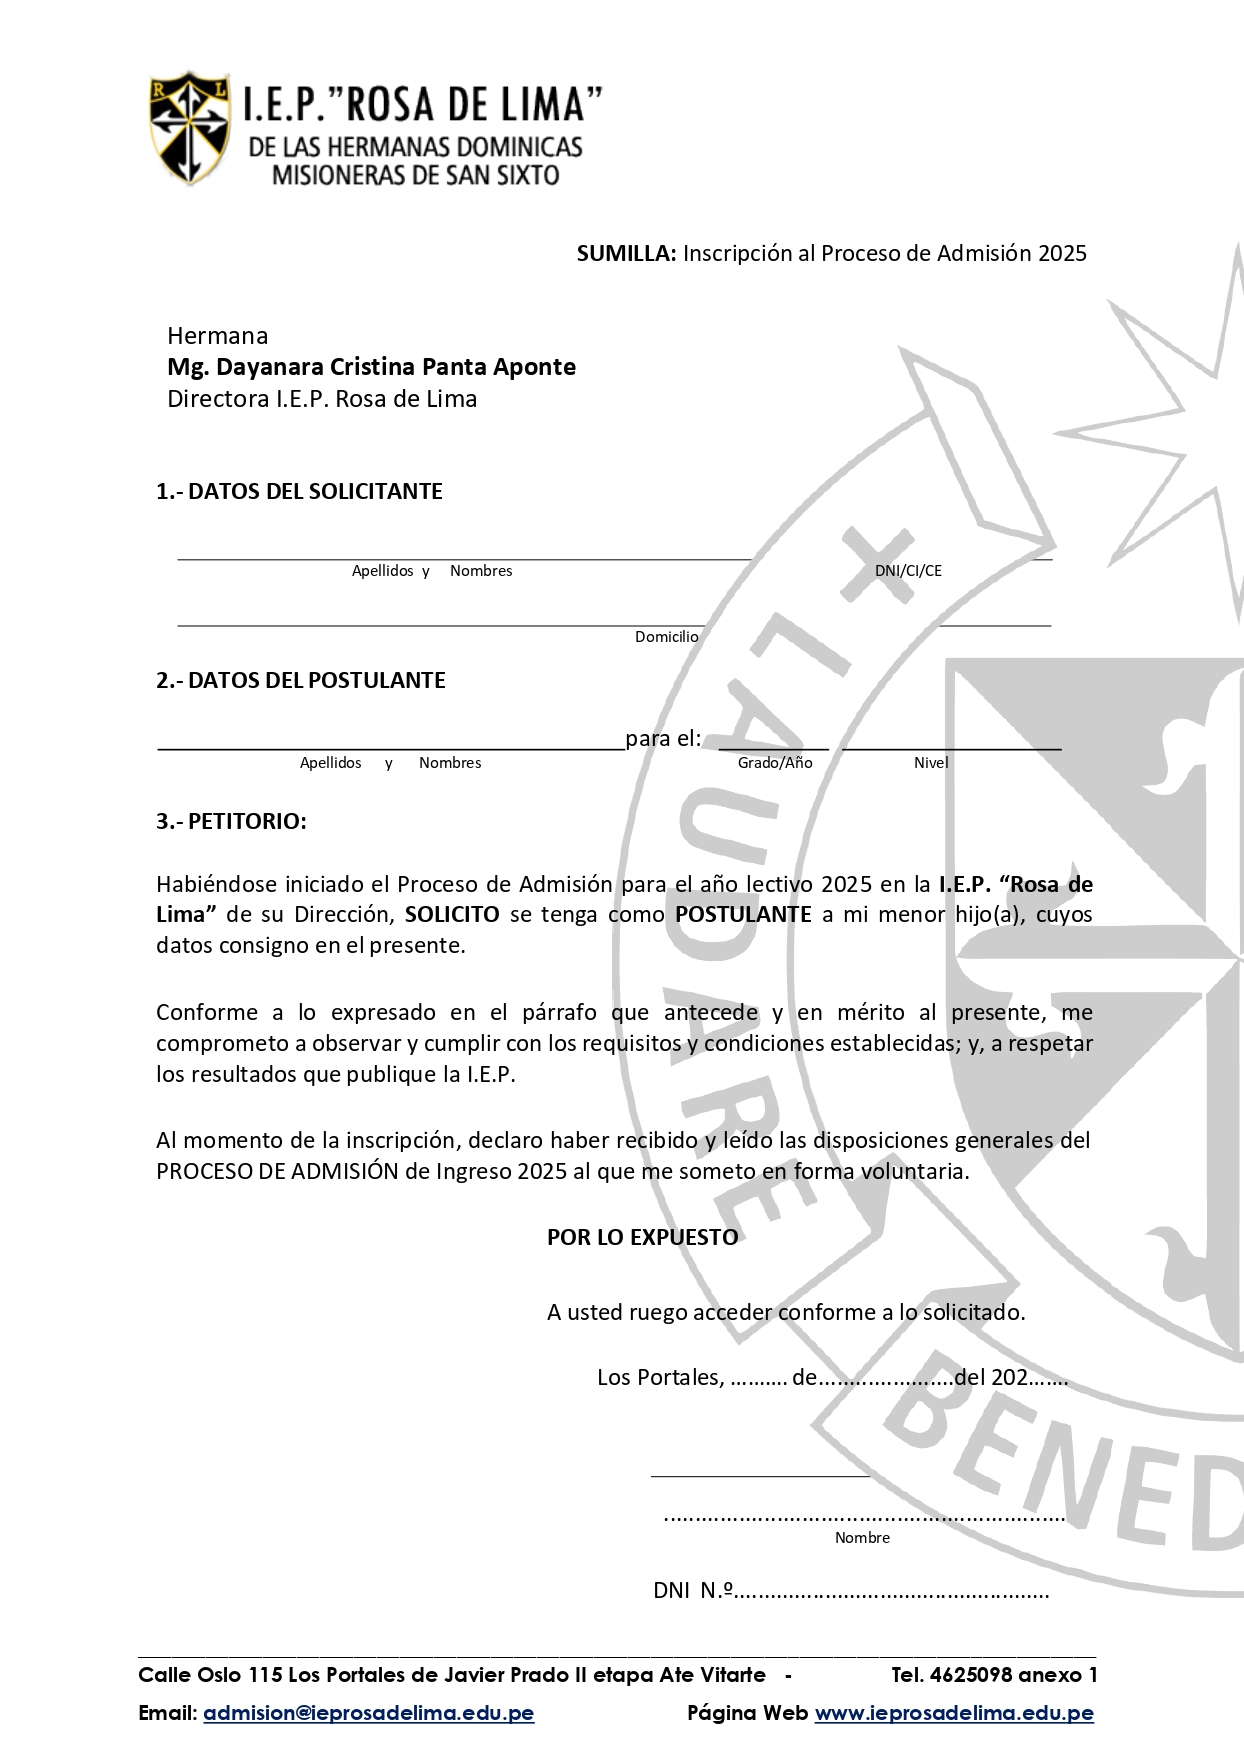 R L
I.E.P."ROSA DE LIMA"
DE LAS HERMANAS DOMINICAS
MISIONERAS DE SAN SIXTO
SUMILLA: Inscripción al Proceso de Admisión 2025
Hermana
Mg. Dayanara Cristina Panta Aponte
Directora I.E.P. Rosa de Lima
1.- DATOS DEL SOLICITANTE
Apellidos y Nombres DNI/CI/CE
Domicilio
2.- DATOS DEL POSTULANTE
para el:
Apellidos y Nombres Grado/Año Nivel
3.- PETITORIO:
Habiéndose iniciado el Proceso de Admisión para el año lectivo 2025 en la I.E.P. “Rosa de
Lima” de su Dirección, SOLICITO se tenga como POSTULANTE a mi menor hijo(a), cuyos
datos consigno en el presente.
Conforme a lo expresado en el párrafo que antecede y en mérito al presente, me
comprometo a observar y cumplir con los requisitos y condiciones establecidas; y, a respetar
los resultados que publique la I.E.P.
Al momento de la inscripción, declaro haber recibido y leído las disposiciones generales del
PROCESO DE ADMISIÓN de Ingreso 2025 al que me someto en forma voluntaria.
POR LO EXPUESTO
A usted ruego acceder conforme a lo solicitado.
Los Portales, .......... de......................del 202.......
..................................................................
Nombre
DNI N.º....................................................
Calle Oslo 115 Los Portales de Javier Prado II etapa Ate Vitarte - Tel. 4625098 anexo 1
Email: admision@ieprosadelima.edu.pe Página Web www.ieprosadelima.edu.pe
+ LAUDARE
BENED